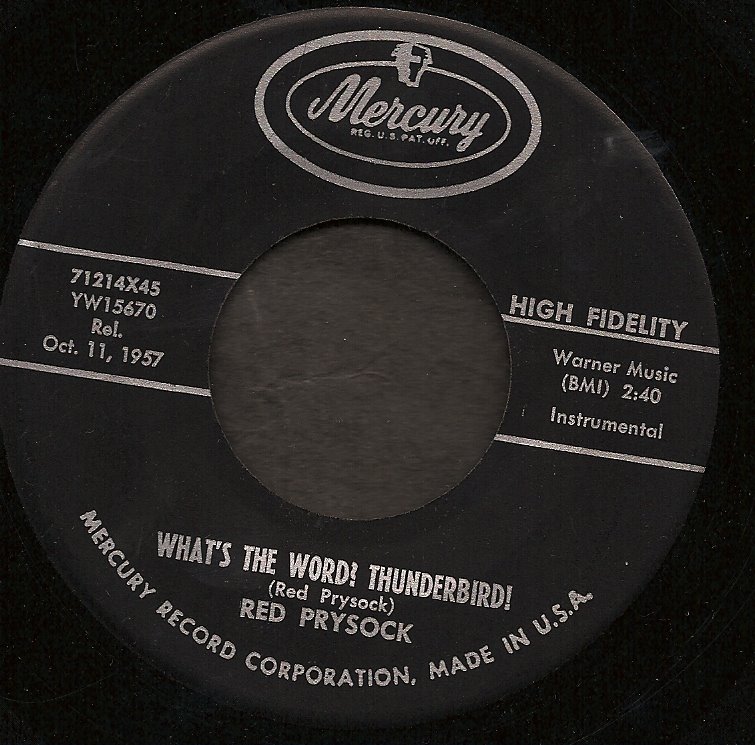 Mercury
REG. U.S. PAT. OFF.
71214X45
YW15670
Rel.
Oct. 11, 1957
HIGH FIDELITY
Warner Music
(BMI) 2:40
Instrumental
WHAT'S THE WORD? THUNDERBIRD!
(Red Prysock)
RED PRYSOCK
MERCURY RECORD CORPORATION, MADE IN U.S.A.